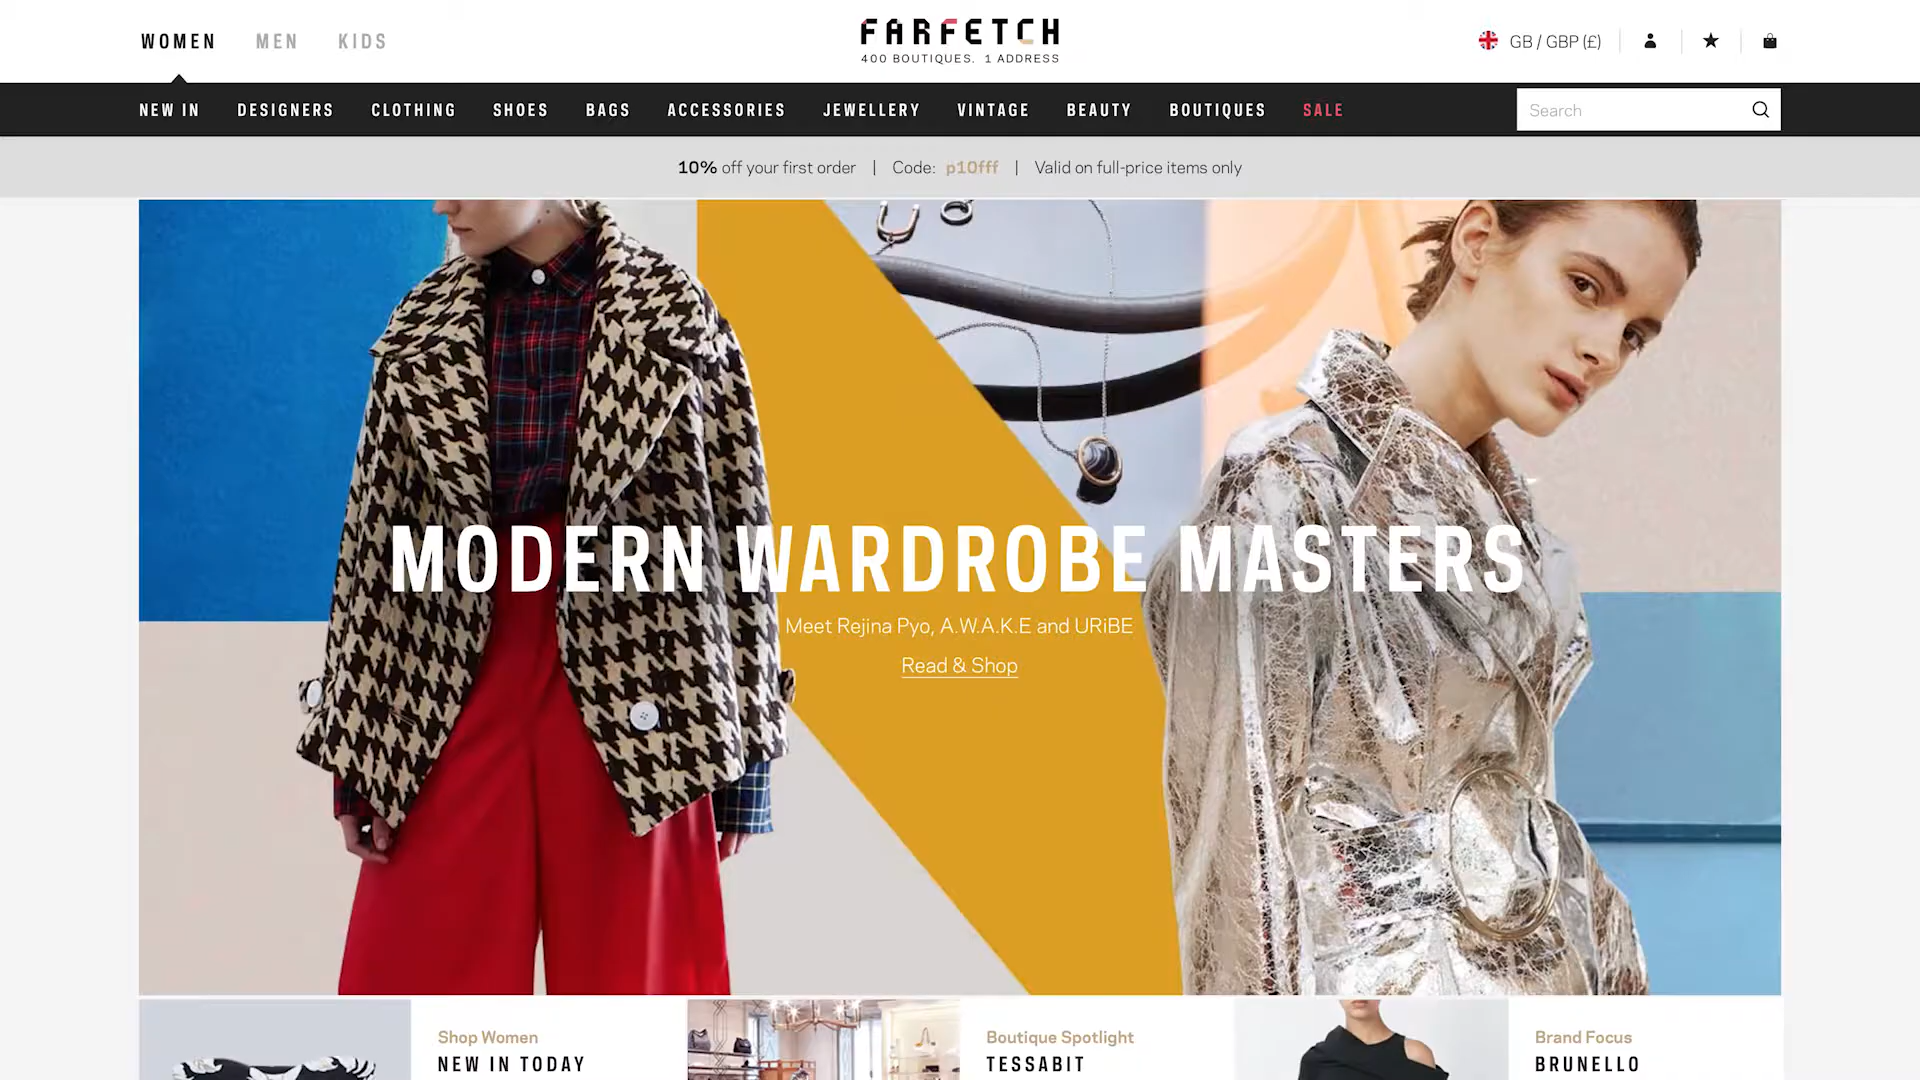 WOMEN MEN KIDS
FARFETCH
400 BOUTIQUES. 1 ADDRESS
GB / GBP (£)
NEW IN DESIGNERS CLOTHING SHOES BAGS ACCESSORIES JEWELLERY VINTAGE BEAUTY BOUTIQUES SALE
Search
10% off your first order | Code: p10fff | Valid on full-price items only
MODERN WARDROBE MASTERS
Meet Rejina Pyo, A.W.A.K.E and URiBE
Read & Shop
Shop Women
NEW IN TODAY
Boutique Spotlight
TESSABIT
Brand Focus
BRUNELLO